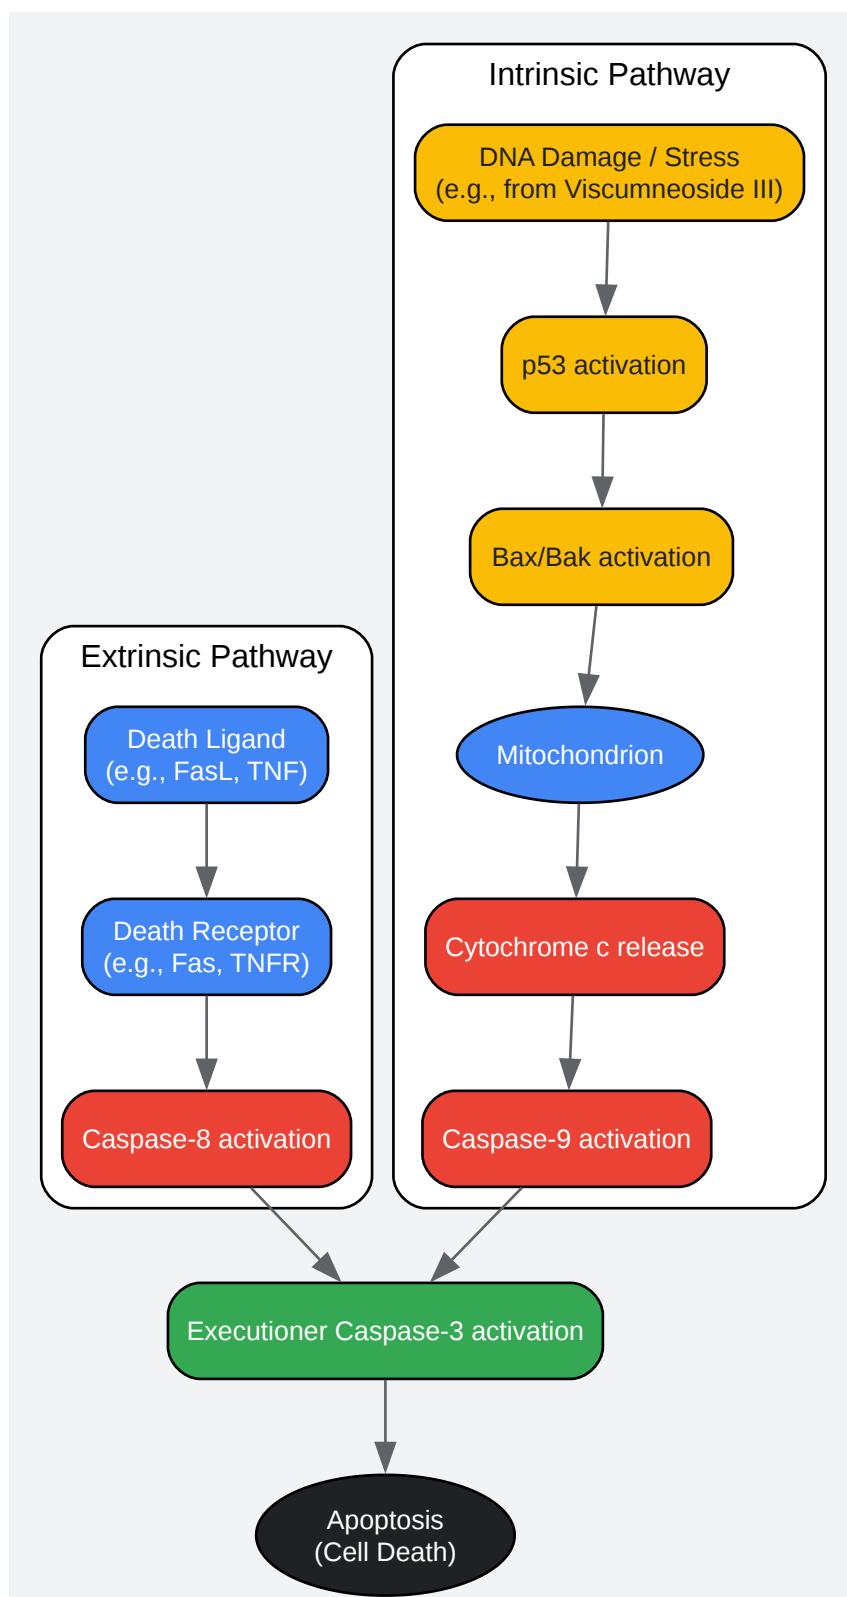 Intrinsic Pathway
DNA Damage / Stress
(e.g., from Viscumneoside III)
p53 activation
Bax/Bak activation
Mitochondrion
Cytochrome c release
Caspase-9 activation
Extrinsic Pathway
Death Ligand
(e.g., FasL, TNF)
Death Receptor
(e.g., Fas, TNFR)
Caspase-8 activation
Executioner Caspase-3 activation
Apoptosis
(Cell Death)